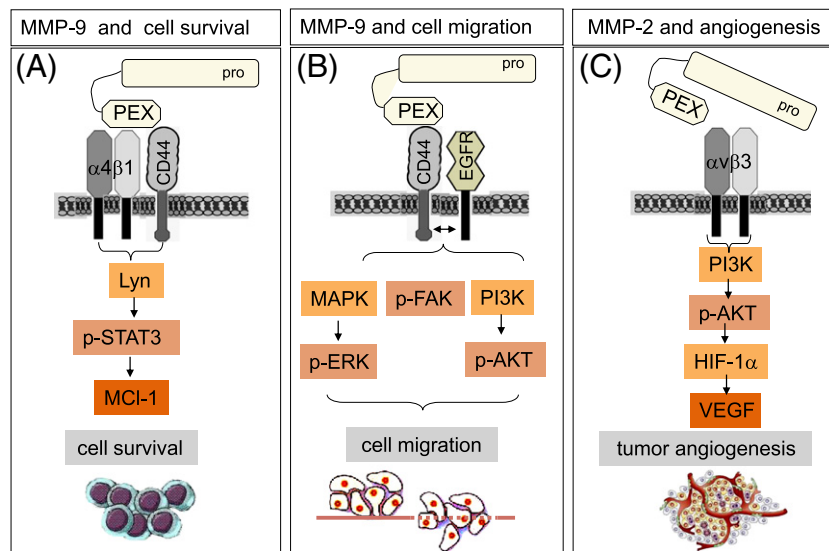 MMP-9 and cell survival
(A)
pro
PEX
α4β1
CD44
Lyn
p-STAT3
MCl-1
cell survival
MMP-9 and cell migration
(B)
pro
PEX
CD44
EGFR
MAPK
p-FAK
PI3K
p-ERK
p-AKT
cell migration
MMP-2 and angiogenesis
(C)
PEX
pro
αvβ3
PI3K
p-AKT
HIF-1α
VEGF
tumor angiogenesis